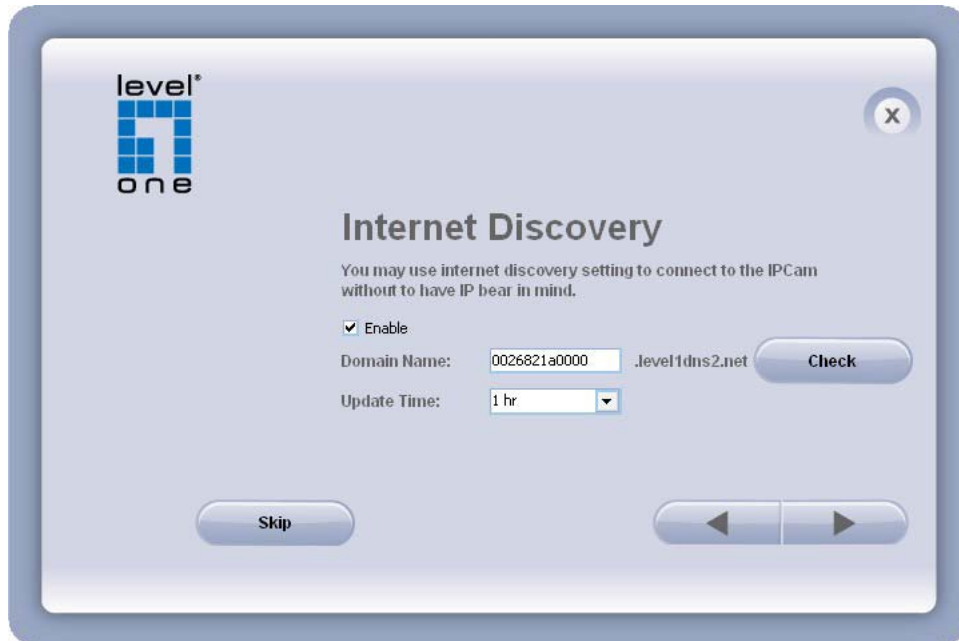 level®
one
X
Internet Discovery
You may use internet discovery setting to connect to the IPCam
without to have IP bear in mind.
Enable
Domain Name: 0026821a0000 .level1dns2.net Check
Update Time: 1 hr
Skip